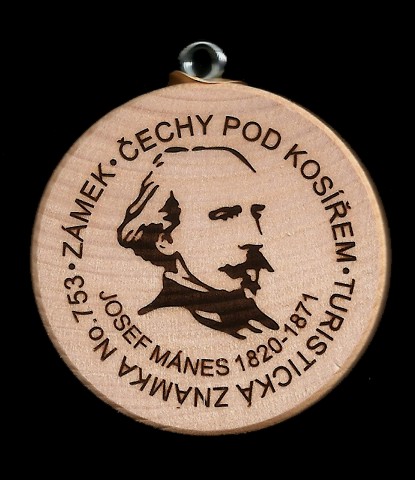 ZÁMEK • ČECHY POD KOSÍŘEM •
TURISTICKÁ ZNÁMKA No. 753 •
JOSEF MÁNES 1820-1871